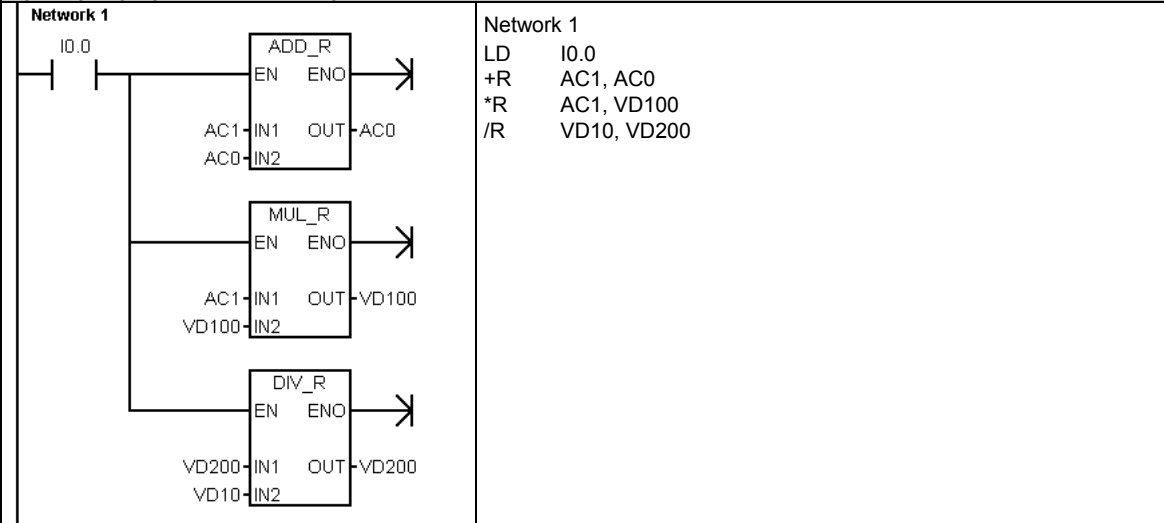 Network 1
I0.0
ADD_R
EN ENO
AC1 IN1 OUT AC0
AC0 IN2
MUL_R
EN ENO
AC1 IN1 OUT VD100
VD100 IN2
DIV_R
EN ENO
VD200 IN1 OUT VD200
VD10 IN2
Network 1
LD I0.0
+R AC1, AC0
*R AC1, VD100
/R VD10, VD200